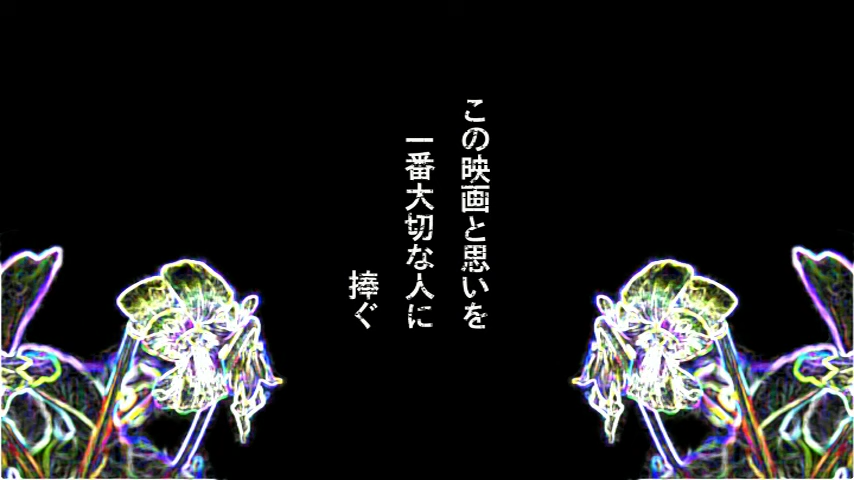 この映画と思いを
一番大切な人に
捧ぐ